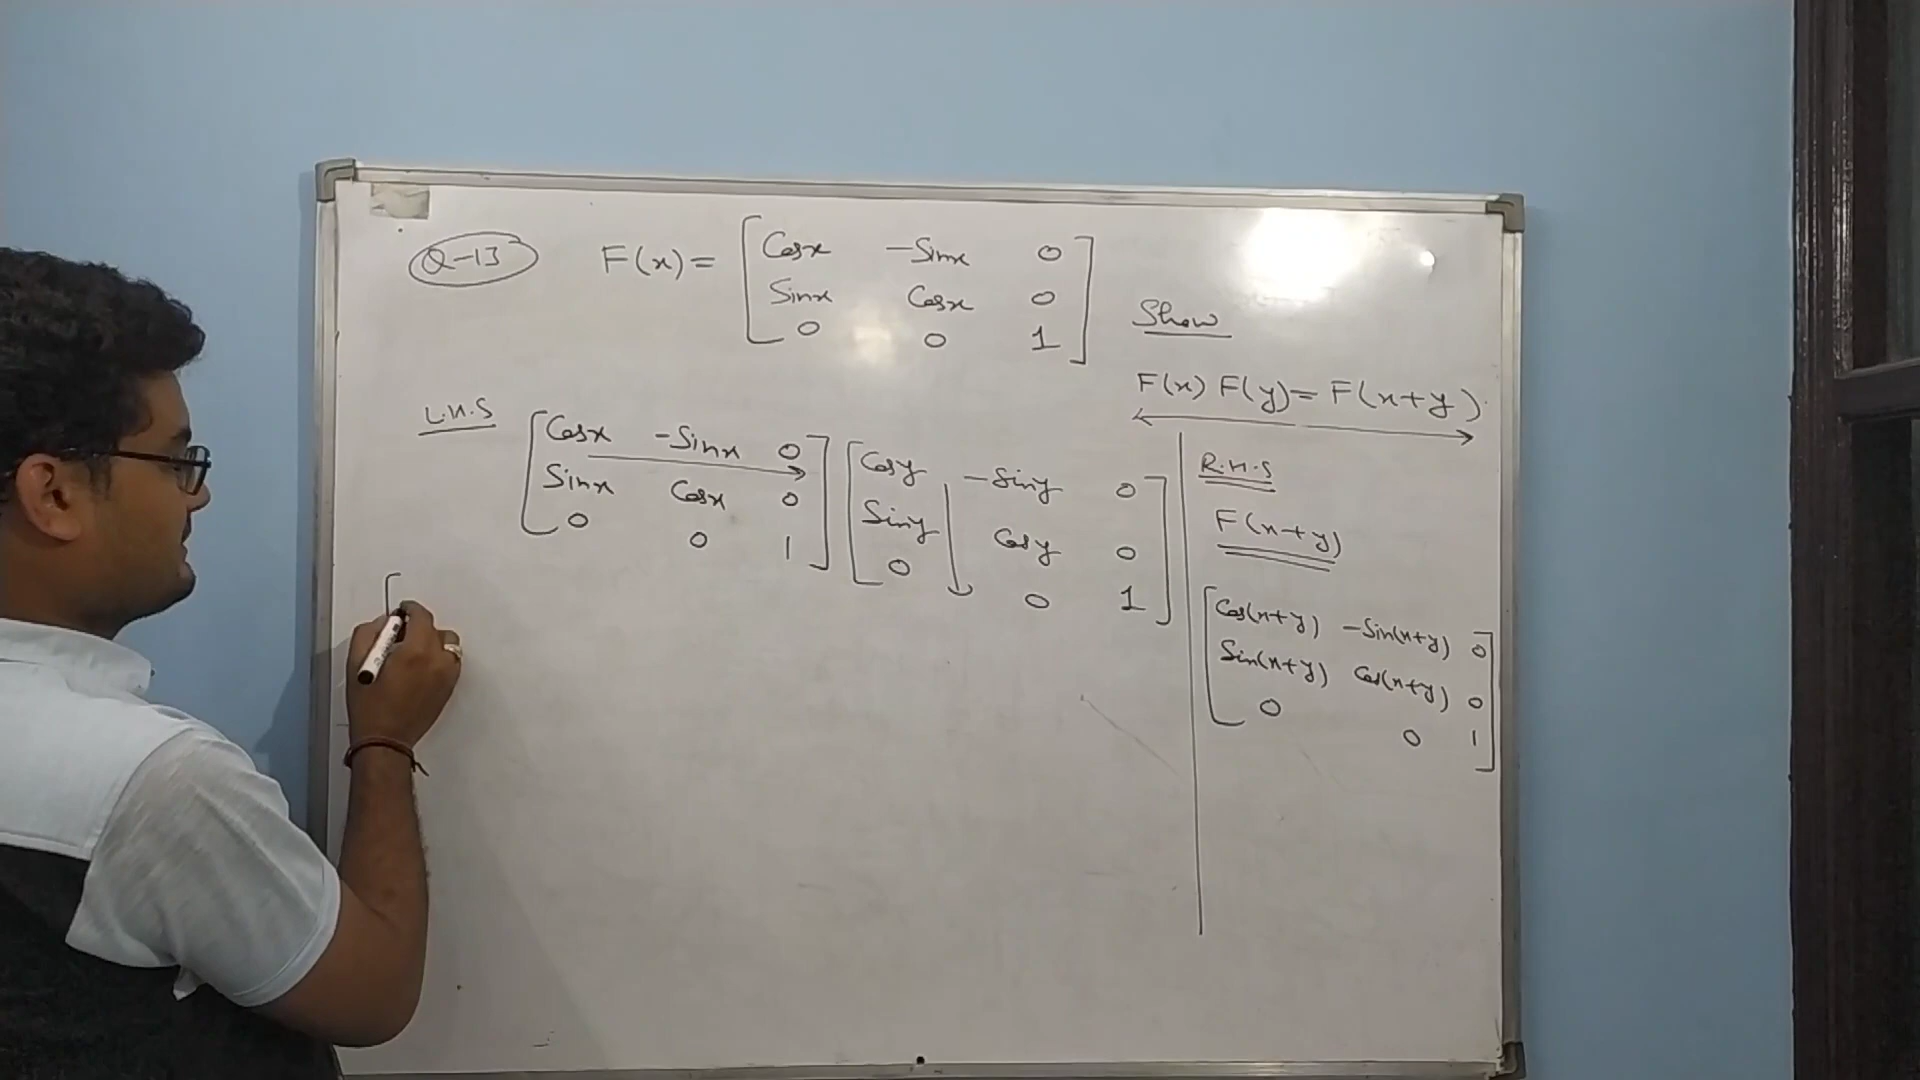 Q-13 F(x)= [ Cosx -Sinx 0
Sinx Cosx 0
0 0 1 ]
Show
F(x) F(y)= F(x+y).
L.H.S [ Cosx -Sinx 0
Sinx Cosx 0
0 0 1 ]
[ Cosy -Siny 0
Siny Cosy 0
0 0 1 ]
[
R.H.S
F(x+y)
[ Cos(x+y) -Sin(x+y) 0
Sin(x+y) Cos(x+y) 0
0 0 1 ]